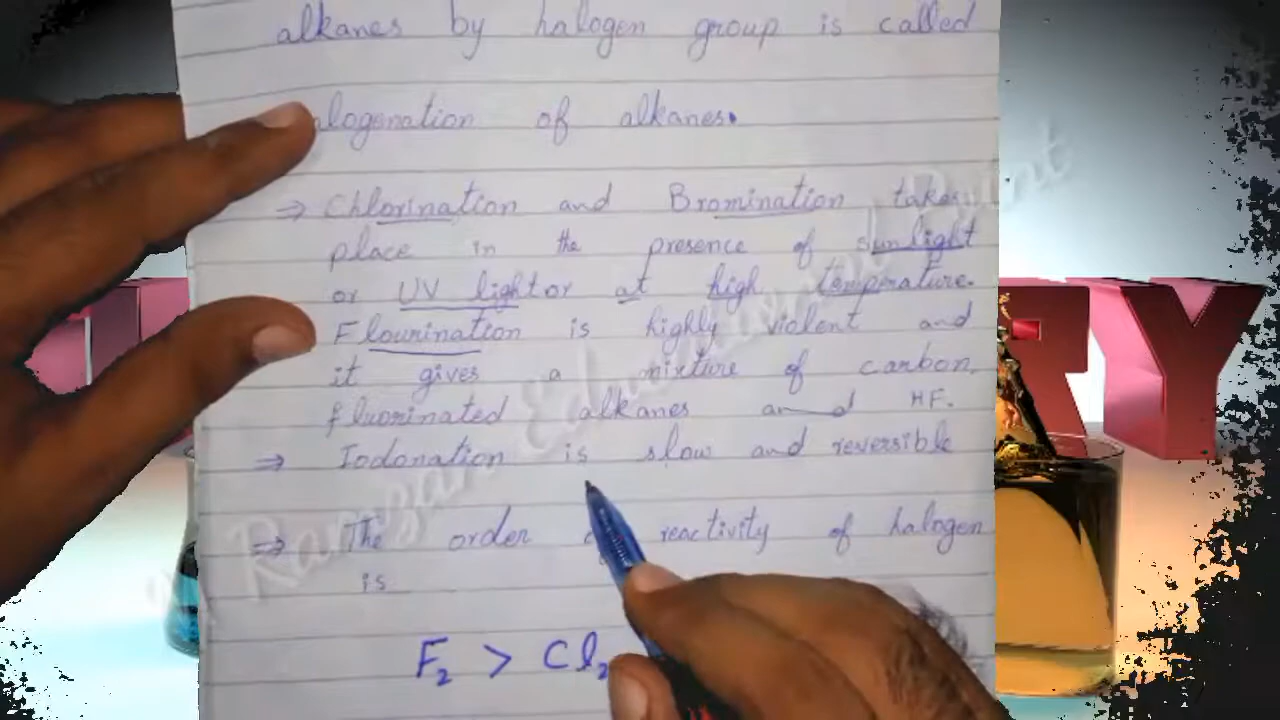 alkanes by halogen group is called
alogenation of alkanes.
⇒ Chlorination and Bromination takes
place in the presence of sunlight
or UV light or at high temperature.
Flourination is highly violent and
it gives a mixture of carbon,
fluorinated alkanes and HF.
⇒ Iodonation is slow and reversible
⇒ The order reactivity of halogen
is
F₂ > Cl₂
RY